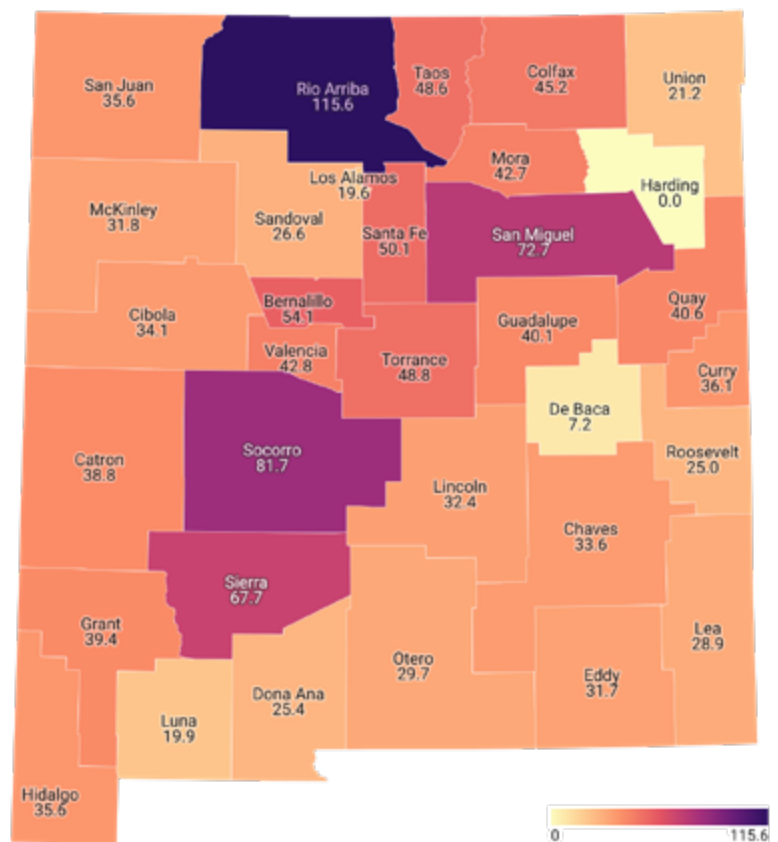 San Juan
35.6
Rio Arriba
115.6
Taos
48.6
Colfax
45.2
Union
21.2
Mora
42.7
Los Alamos
19.6
Harding
0.0
McKinley
31.8
Sandoval
26.6
Santa Fe
50.1
San Miguel
72.7
Bernalillo
54.1
Quay
40.6
Cibola
34.1
Guadalupe
40.1
Valencia
42.8
Torrance
48.8
Curry
36.1
De Baca
7.2
Catron
38.8
Socorro
81.7
Roosevelt
25.0
Lincoln
32.4
Chaves
33.6
Sierra
67.7
Grant
39.4
Lea
28.9
Otero
29.7
Eddy
31.7
Dona Ana
25.4
Luna
19.9
Hidalgo
35.6
0 115.6